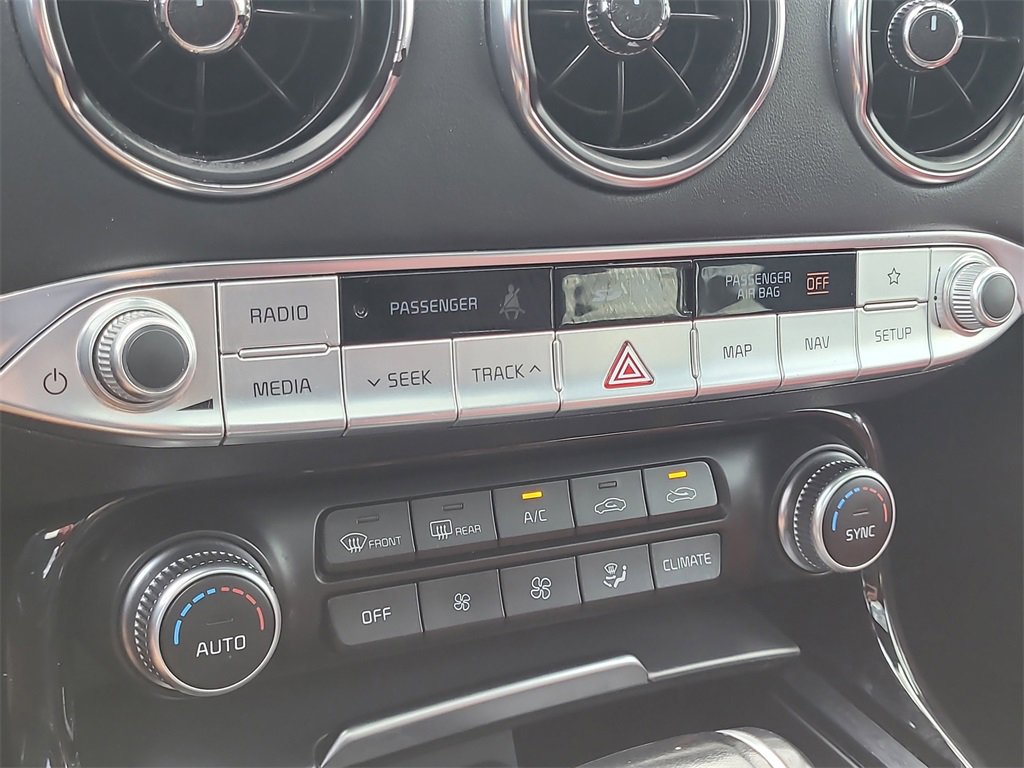 RADIO
MEDIA
PASSENGER
SEEK
TRACK
PASSENGER
AIR BAG
OFF
MAP
NAV
SETUP
FRONT
REAR
A/C
OFF
CLIMATE
AUTO
SYNC